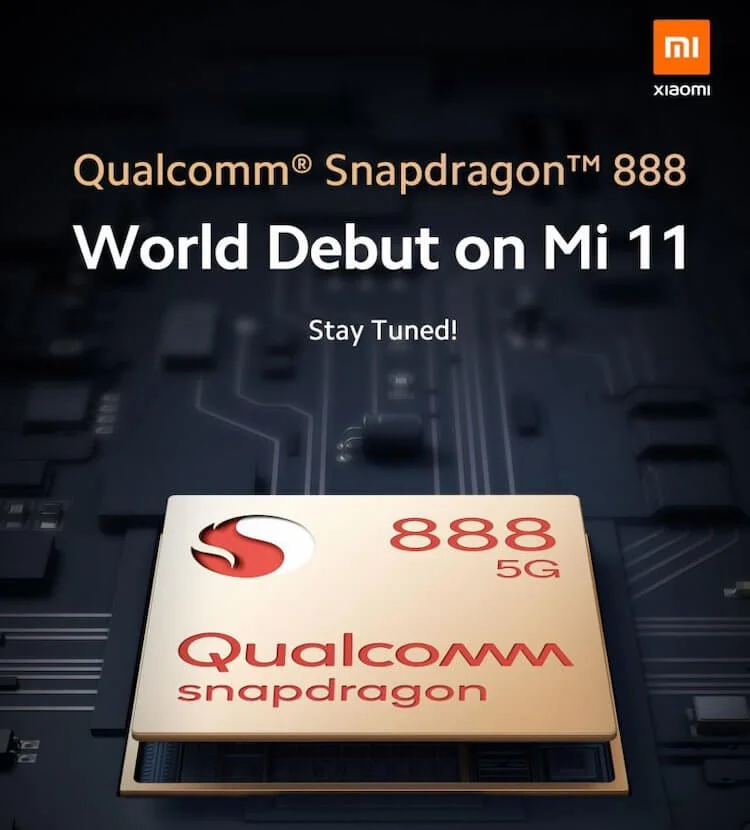 mi
xiaomi
Qualcomm® Snapdragon™ 888
World Debut on Mi 11
Stay Tuned!
888
5G
Qualcomm
snapdragon